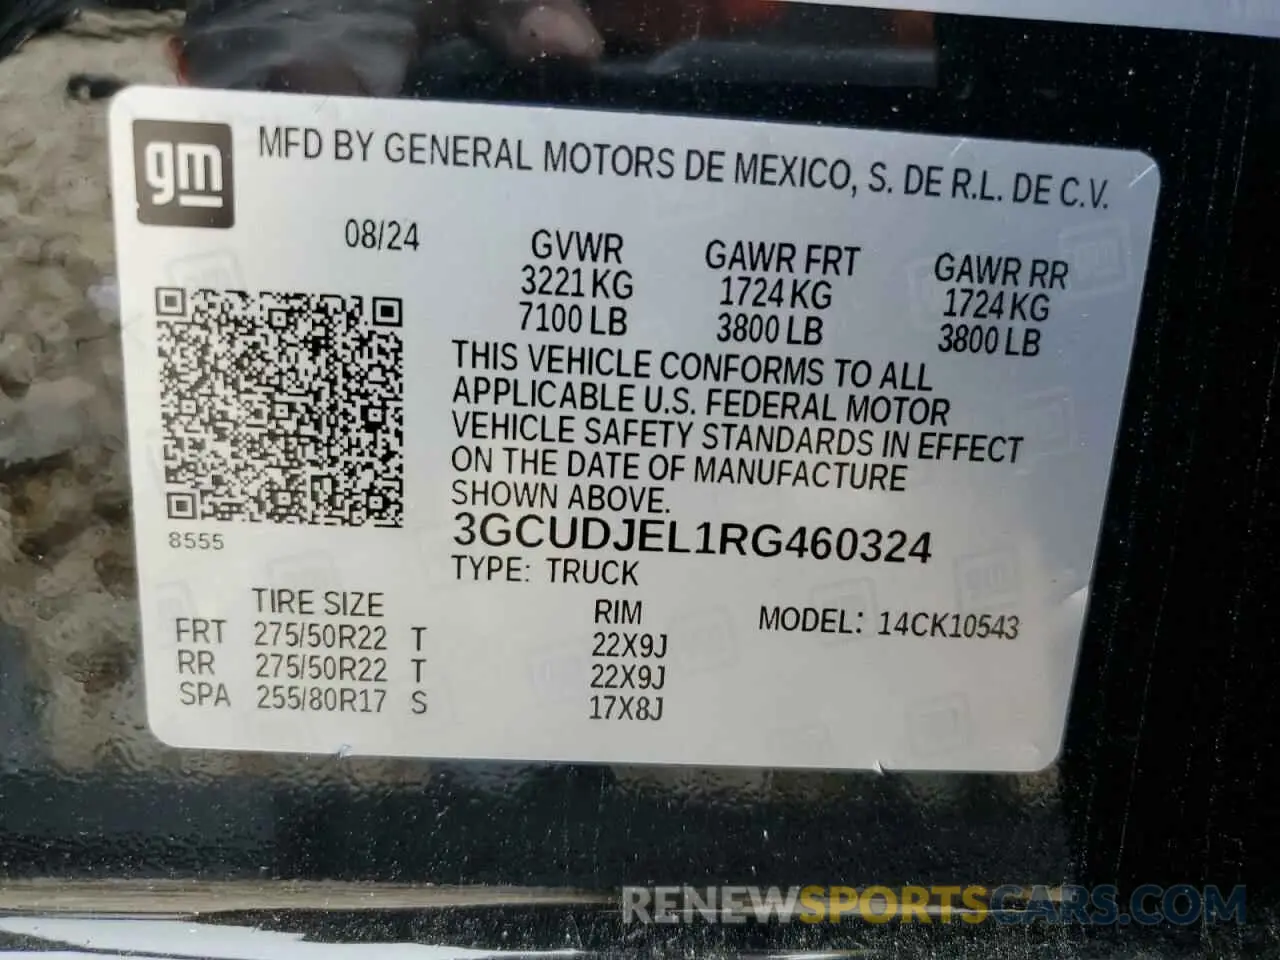 gm
MFD BY GENERAL MOTORS DE MEXICO, S. DE R.L. DE C.V.
08/24
GVWR GAWR FRT GAWR RR
3221 KG 1724 KG 1724 KG
7100 LB 3800 LB 3800 LB
THIS VEHICLE CONFORMS TO ALL
APPLICABLE U.S. FEDERAL MOTOR
VEHICLE SAFETY STANDARDS IN EFFECT
ON THE DATE OF MANUFACTURE
SHOWN ABOVE.
8555
3GCUDJEL1RG460324
TYPE: TRUCK
TIRE SIZE RIM MODEL: 14CK10543
FRT 275/50R22 T 22X9J
RR 275/50R22 T 22X9J
SPA 255/80R17 S 17X8J
RENEWSPORTSCARS.COM